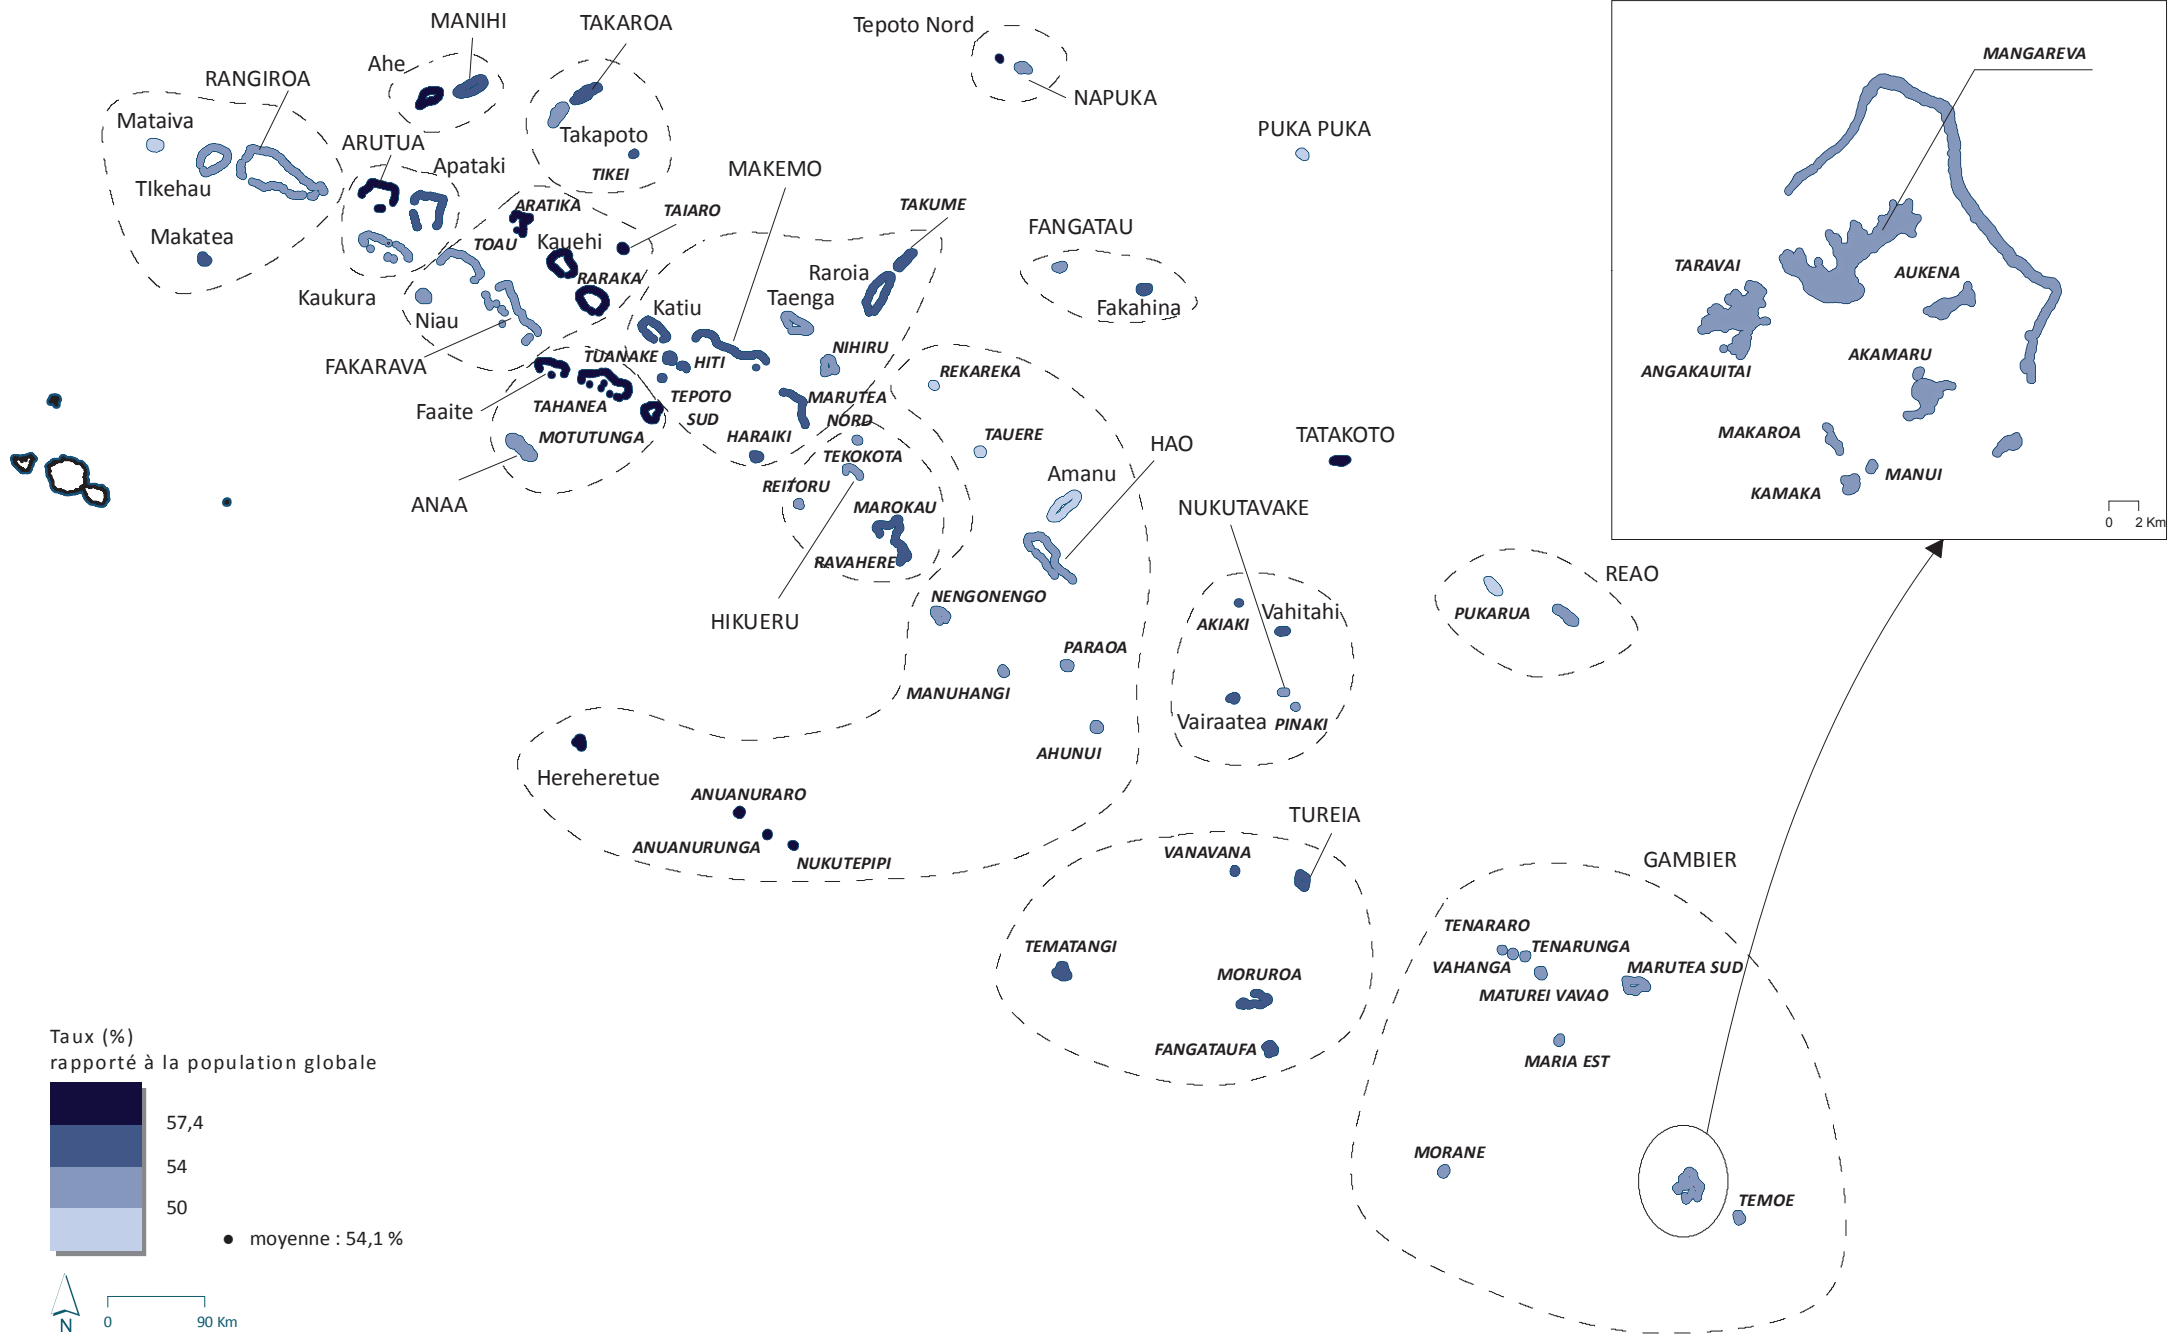 MANIHI
TAKAROA
Tepoto Nord
MANGAREVA
Ahe
RANGIROA
NAPUKA
Mataiva
ARUTUA
Takapoto
PUKA PUKA
Apataki
MAKEMO
TIkehau
TIKEI
ARATIKA
TAIARO
TAKUME
Makatea
TOAU
Kauehi
FANGATAU
TARAVAI
AUKENA
RARAKA
Raroia
Kaukura
Katiu
Taenga
Fakahina
Niau
NIHIRU
AKAMARU
FAKARAVA
TUANAKE
HITI
REKAREKA
ANGAKAUITAI
Faaite
TAHANEA
TEPOTO
SUD
MARUTEA
NORD
MOTUTUNGA
HARAIKI
TAUERE
HAO
TATAKOTO
MAKAROA
TEKOKOTA
Amanu
MANUI
ANAA
REITORU
MAROKAU
NUKUTAVAKE
KAMAKA
0 2 Km
RAVAHERE
REAO
NENGONENGO
Vahitahi
PUKARUA
HIKUERU
AKIAKI
PARAOA
MANUHANGI
Vairaatea
PINAKI
AHUNUI
Hereheretue
ANUANURARO
TUREIA
ANUANURUNGA
NUKUTEPIPI
VANAVANA
GAMBIER
TENARARO
TEMATANGI
TENARUNGA
VAHANGA
MARUTEA SUD
MORUROA
MATUREI VAVAO
Taux (%)
rapporté à la population globale
FANGATAUFA
MARIA EST
57,4
54
50
MORANE
TEMOE
moyenne : 54,1 %
N
0 90 Km